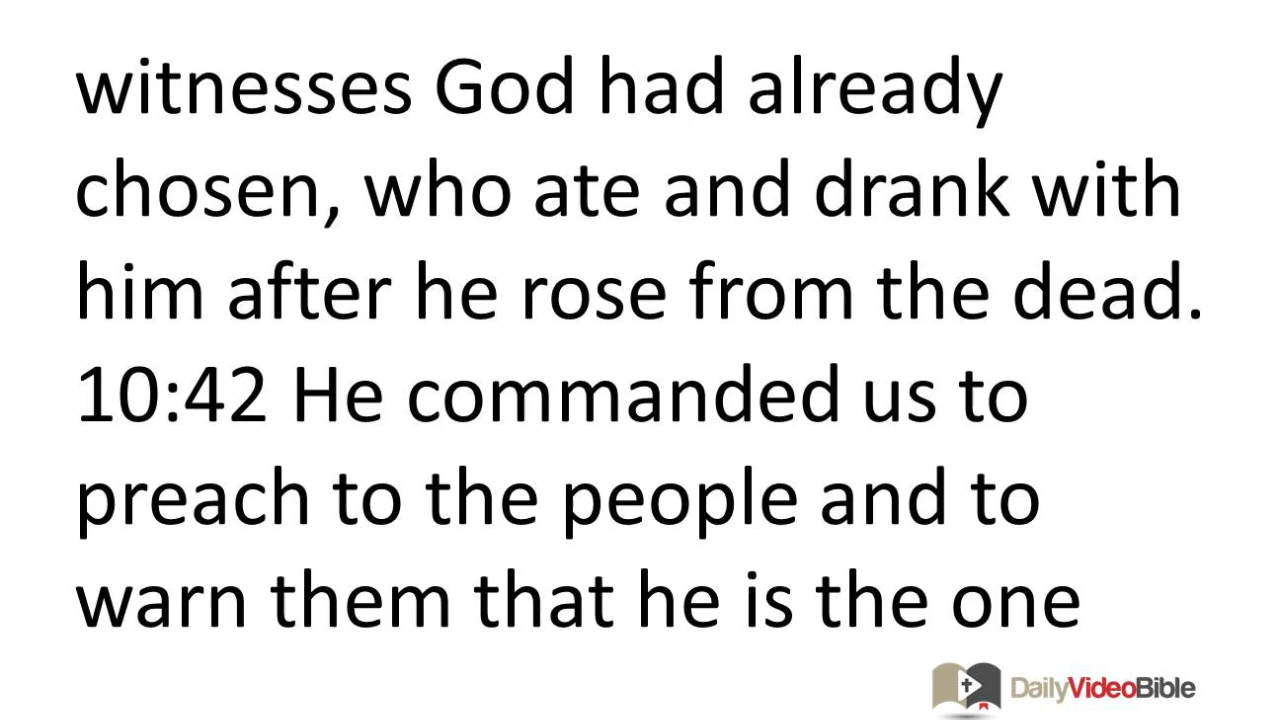 witnesses God had already
chosen, who ate and drank with
him after he rose from the dead.
10:42 He commanded us to
preach to the people and to
warn them that he is the one
DailyVideoBible